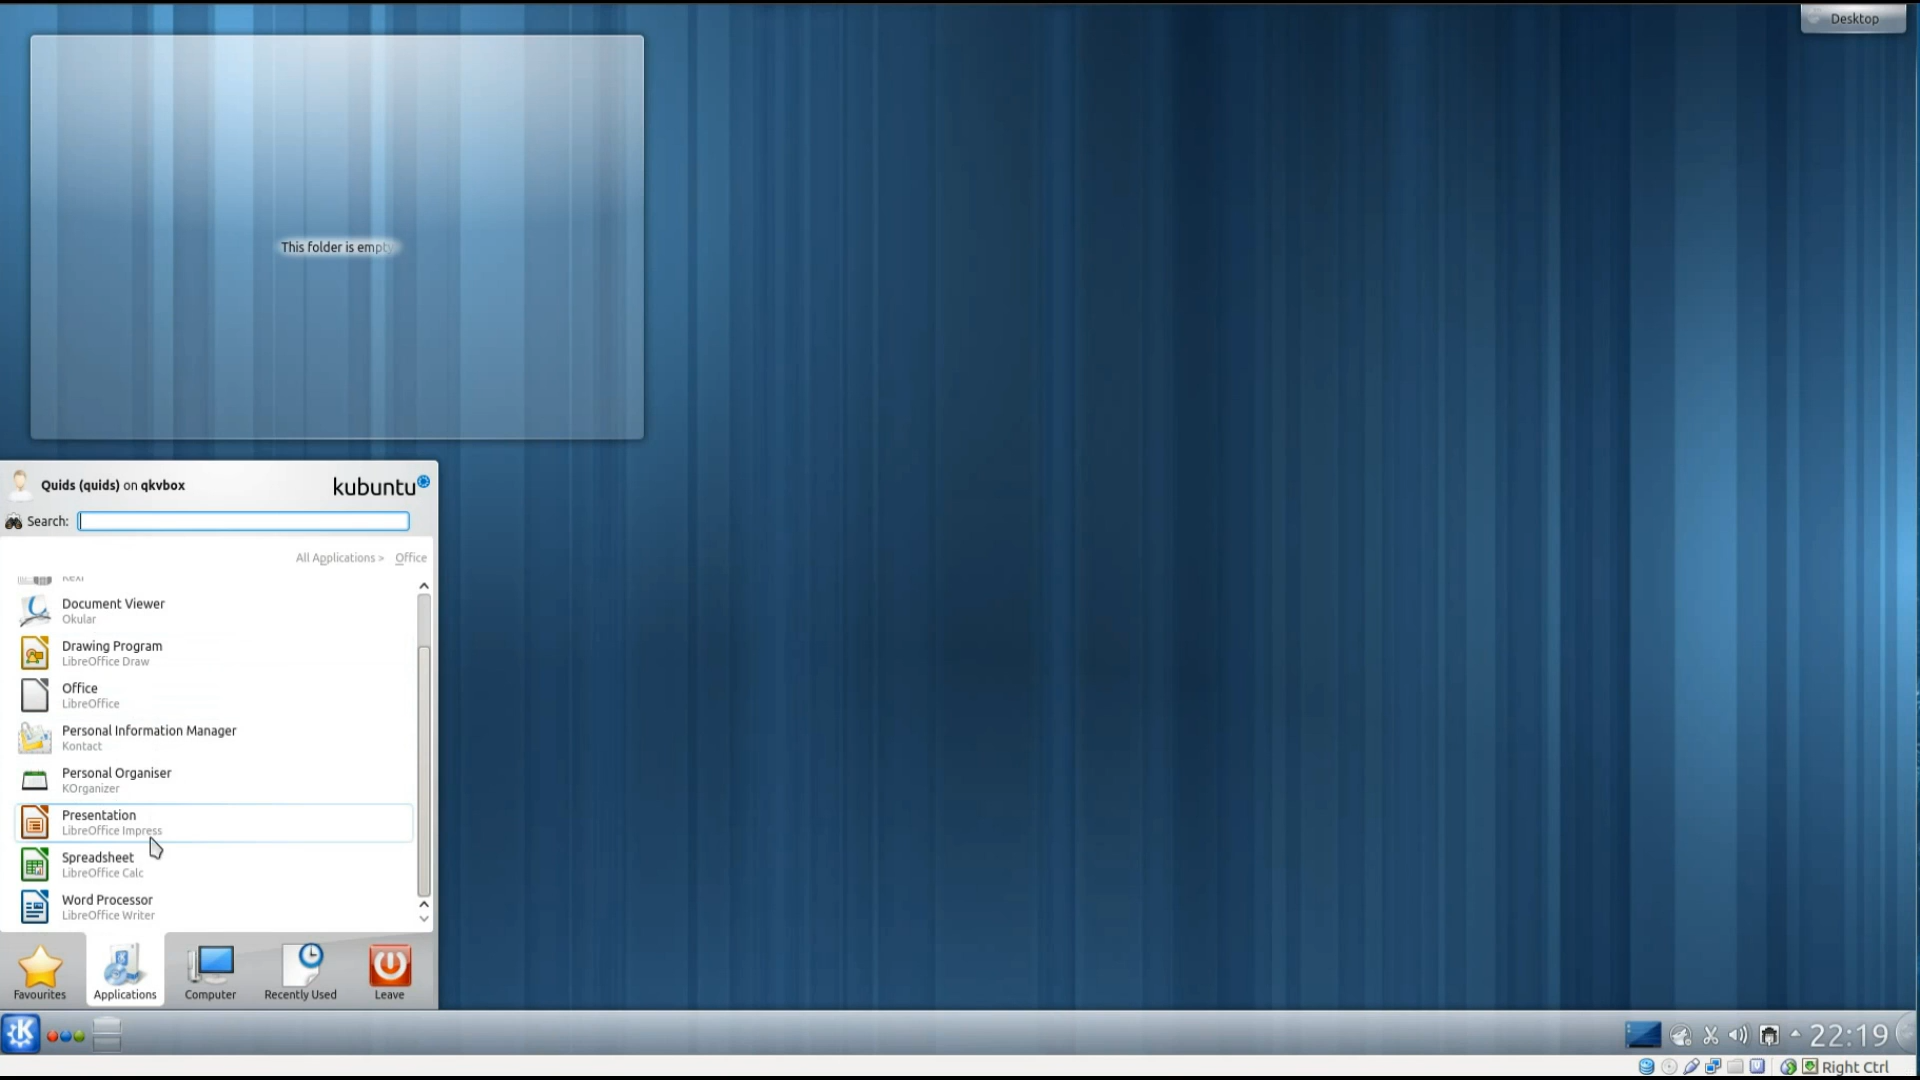 Desktop
This folder is empty
Quids (quids) on qkvbox
kubuntu
Search:
All Applications > Office
Kexi
Document Viewer
Okular
Drawing Program
LibreOffice Draw
Office
LibreOffice
Personal Information Manager
Kontact
Personal Organiser
KOrganizer
Presentation
LibreOffice Impress
Spreadsheet
LibreOffice Calc
Word Processor
LibreOffice Writer
Favourites Applications Computer Recently Used Leave
22:19
Right Ctrl